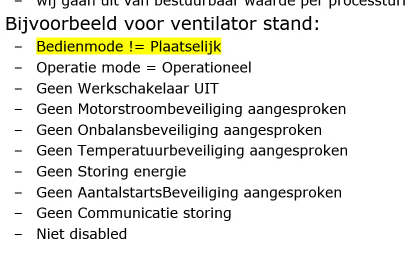 – wij gaan uit van bestuurbaar waarde per
Bijvoorbeeld voor ventilator stand:
– Bedienmode != Plaatselijk
– Operatie mode = Operationeel
– Geen Werkschakelaar UIT
– Geen Motorstroombeveiliging aangesproken
– Geen Onbalansbeveiliging aangesproken
– Geen Temperatuurbeveiliging aangesproken
– Geen Storing energie
– Geen AantalstartsBeveiliging aangesproken
– Geen Communicatie storing
– Niet disabled